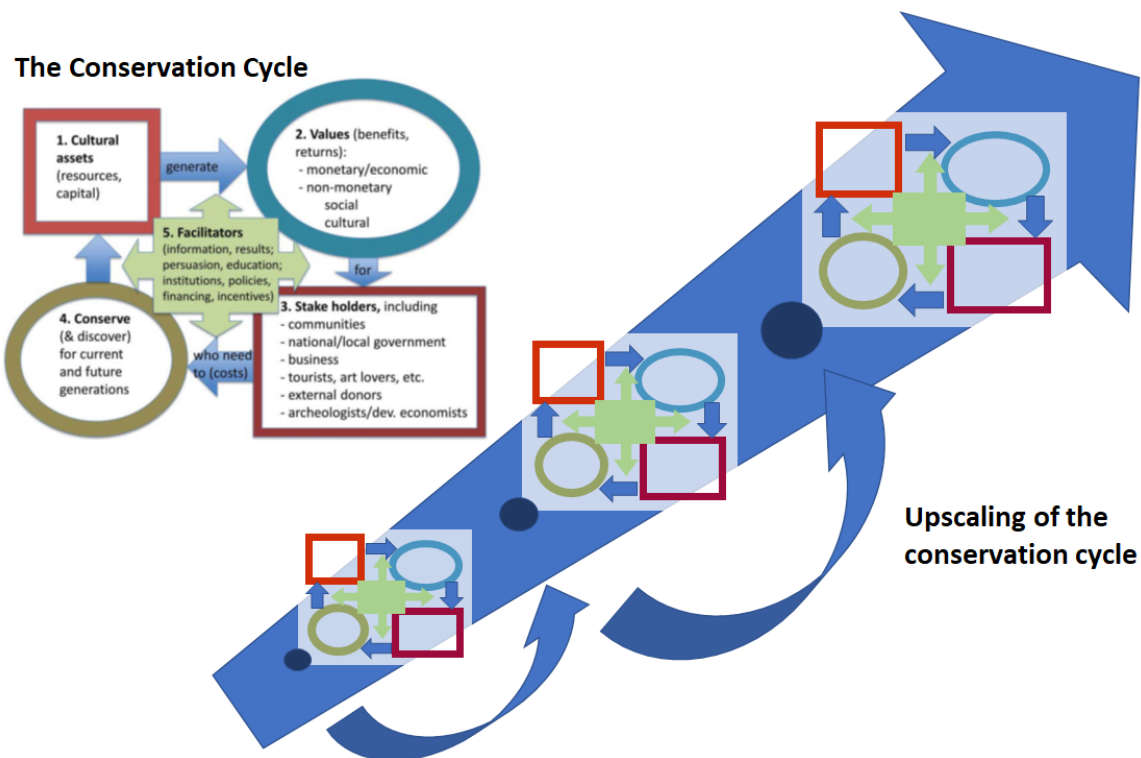 The Conservation Cycle
1. Cultural
assets
(resources,
capital)
generate
2. Values (benefits,
returns):
- monetary/economic
- non-monetary
social
cultural
for
3. Stake holders, including
- communities
- national/local government
- business
- tourists, art lovers, etc.
- external donors
- archeologists/dev. economists
who need
to (costs)
4. Conserve
(& discover)
for current
and future
generations
5. Facilitators
(information, results;
persuasion, education;
institutions, policies,
financing, incentives)
Upscaling of the
conservation cycle